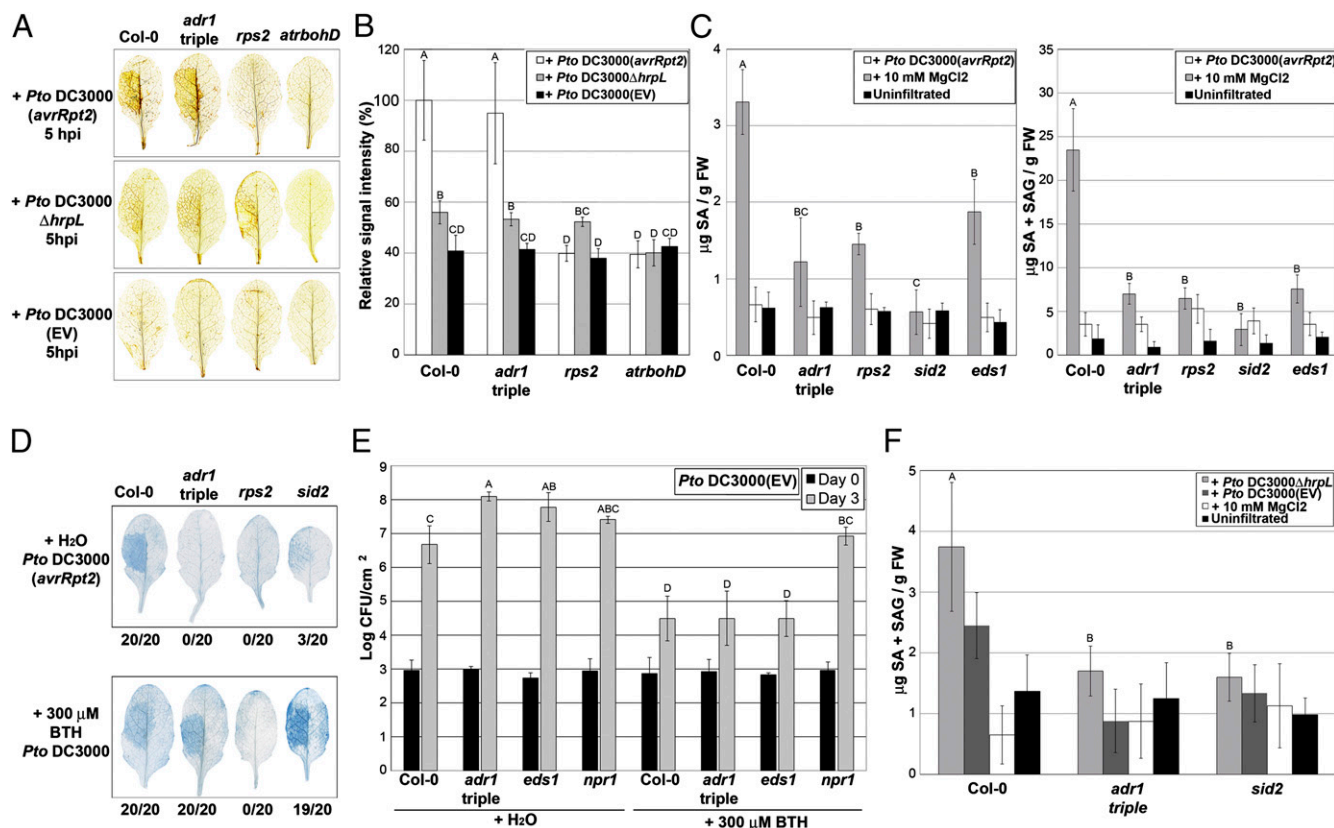 A
Col-0
adr1
triple
rps2
atrbohD
+ Pto DC3000
(avrRpt2)
5 hpi
+ Pto DC3000
ΔhrpL
5hpi
+ Pto DC3000
(EV)
5hpi
B
+ Pto DC3000(avrRpt2)
+ Pto DC3000ΔhrpL
+ Pto DC3000(EV)
Relative signal intensity (%)
120
100
80
60
40
20
0
A
B
CD
A
B
CD
D
BC
D
D
D
CD
Col-0
adr1
triple
rps2
atrbohD
C
+ Pto DC3000(avrRpt2)
+ 10 mM MgCl2
Uninfiltrated
µg SA / g FW
4
3
2
1
0
A
BC
B
C
B
Col-0
adr1
triple
rps2
sid2
eds1
+ Pto DC3000(avrRpt2)
+ 10 mM MgCl2
Uninfiltrated
µg SA + SAG / g FW
35
30
25
20
15
10
5
0
A
B
B
B
B
Col-0
adr1
triple
rps2
sid2
eds1
D
Col-0
adr1
triple
rps2
sid2
+ H2O
Pto DC3000
(avrRpt2)
20/20 0/20 0/20 3/20
+ 300 µM
BTH
Pto DC3000
20/20 20/20 0/20 19/20
E
Pto DC3000(EV)
Day 0
Day 3
Log CFU/cm2
9
8
7
6
5
4
3
2
1
0
C
A
AB
ABC
D
D
D
BC
Col-0
adr1
triple
eds1
npr1
Col-0
adr1
triple
eds1
npr1
+ H2O
+ 300 µM BTH
F
+ Pto DC3000ΔhrpL
+ Pto DC3000(EV)
+ 10 mM MgCl2
Uninfiltrated
µg SA + SAG / g FW
5
4
3
2
1
0
A
B
B
Col-0
adr1
triple
sid2